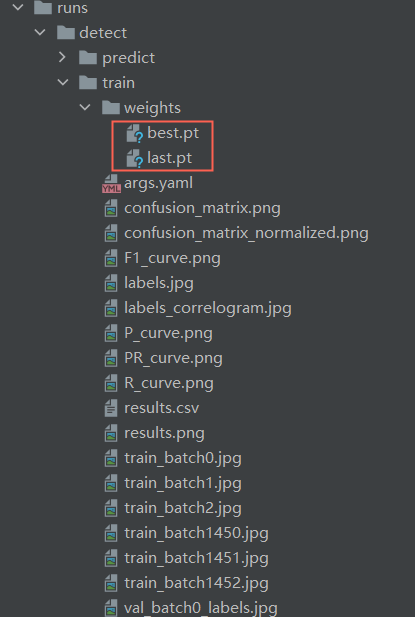 runs
detect
predict
train
weights
best.pt
last.pt
args.yaml
confusion_matrix.png
confusion_matrix_normalized.png
F1_curve.png
labels.jpg
labels_correlogram.jpg
P_curve.png
PR_curve.png
R_curve.png
results.csv
results.png
train_batch0.jpg
train_batch1.jpg
train_batch2.jpg
train_batch1450.jpg
train_batch1451.jpg
train_batch1452.jpg
val_batch0_labels.jpg